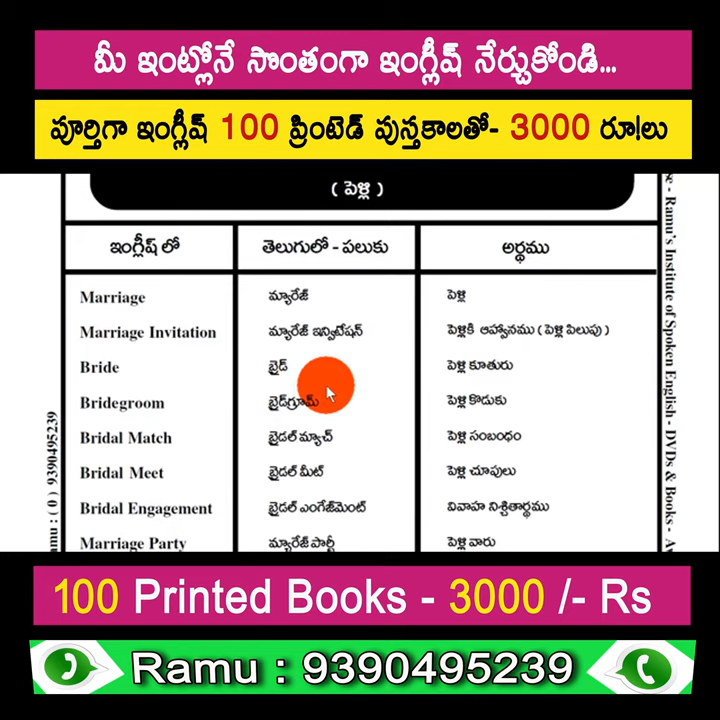 మీ ఇంట్లోనే సొంతంగా ఇంగ్లీష్ నేర్చుకోండి...
పూర్తిగా ఇంగ్లీష్ 100 ప్రింటెడ్ పుస్తకాలతో- 3000 రూ!లు
( పెళ్లి )
ఇంగ్లీష్ లో తెలుగులో - పలుకు అర్థము
Marriage మ్యారేజ్ పెళ్లి
Marriage Invitation మ్యారేజ్ ఇన్విటేషన్ పెళ్లికి ఆహ్వానము ( పెళ్లి పిలుపు )
Bride బ్రైడ్ పెళ్లి కూతురు
Bridegroom బ్రైడ్‌గ్రూమ్ పెళ్లి కొడుకు
Bridal Match బ్రైడల్ మ్యాచ్ పెళ్లి సంబంధం
Bridal Meet బ్రైడల్ మీట్ పెళ్లి చూపులు
Bridal Engagement బ్రైడల్ ఎంగేజ్‌మెంట్ వివాహ నిశ్చితార్థము
Marriage Party మ్యారేజ్ పార్టీ పెళ్లి వారు
: ( 0 ) 9390495239
- Ramu's Institute of Spoken English - DVDs & Books -
100 Printed Books - 3000 /- Rs
Ramu : 9390495239